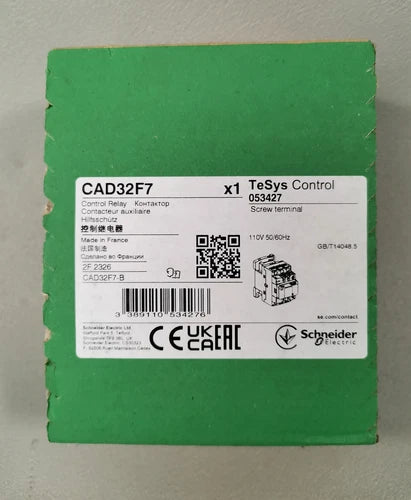 CAD32F7 x1
Control Relay Контактор
Contacteur auxiliaire
Hilfsschütz
控制继电器
Made in France
法国制造
Сделано во Франции
2F 2326
CAD32F7-B
TeSys Control
053427
Screw terminal
110V 50/60Hz
GB/T14048.5
3 389110 534276
Schneider Electric Ltd.
CE UK CA EAC
se.com/contact
Schneider
Electric